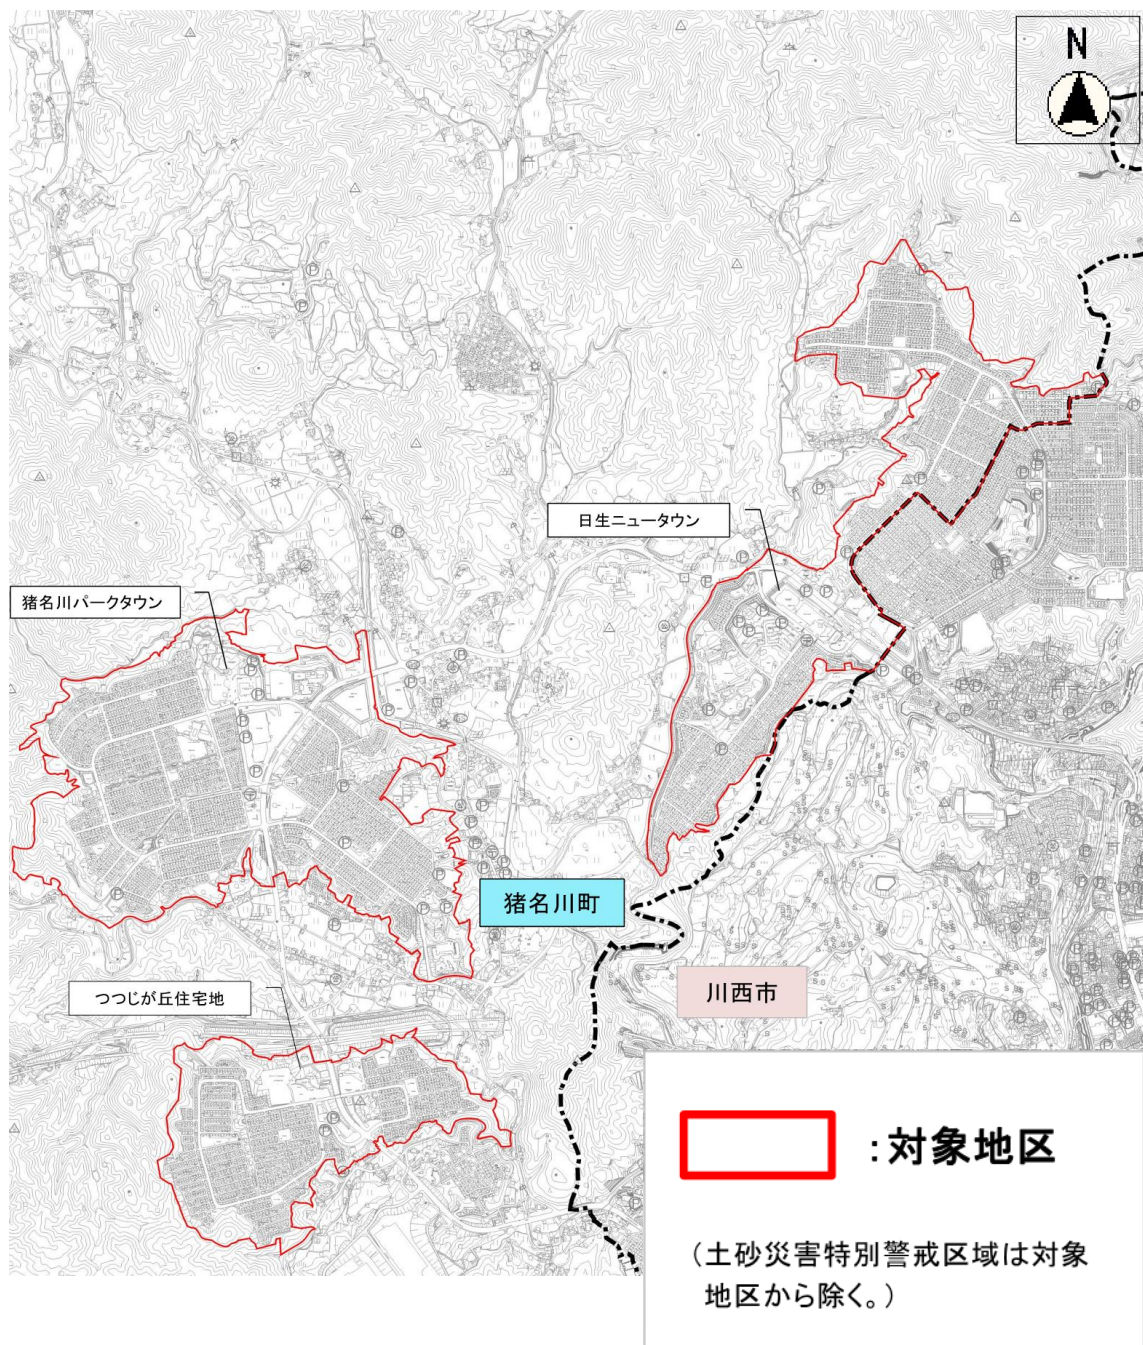 N
日生ニュータウン
猪名川パークタウン
猪名川町
川西市
つつじが丘住宅地
：対象地区
（土砂災害特別警戒区域は対象
地区から除く。）